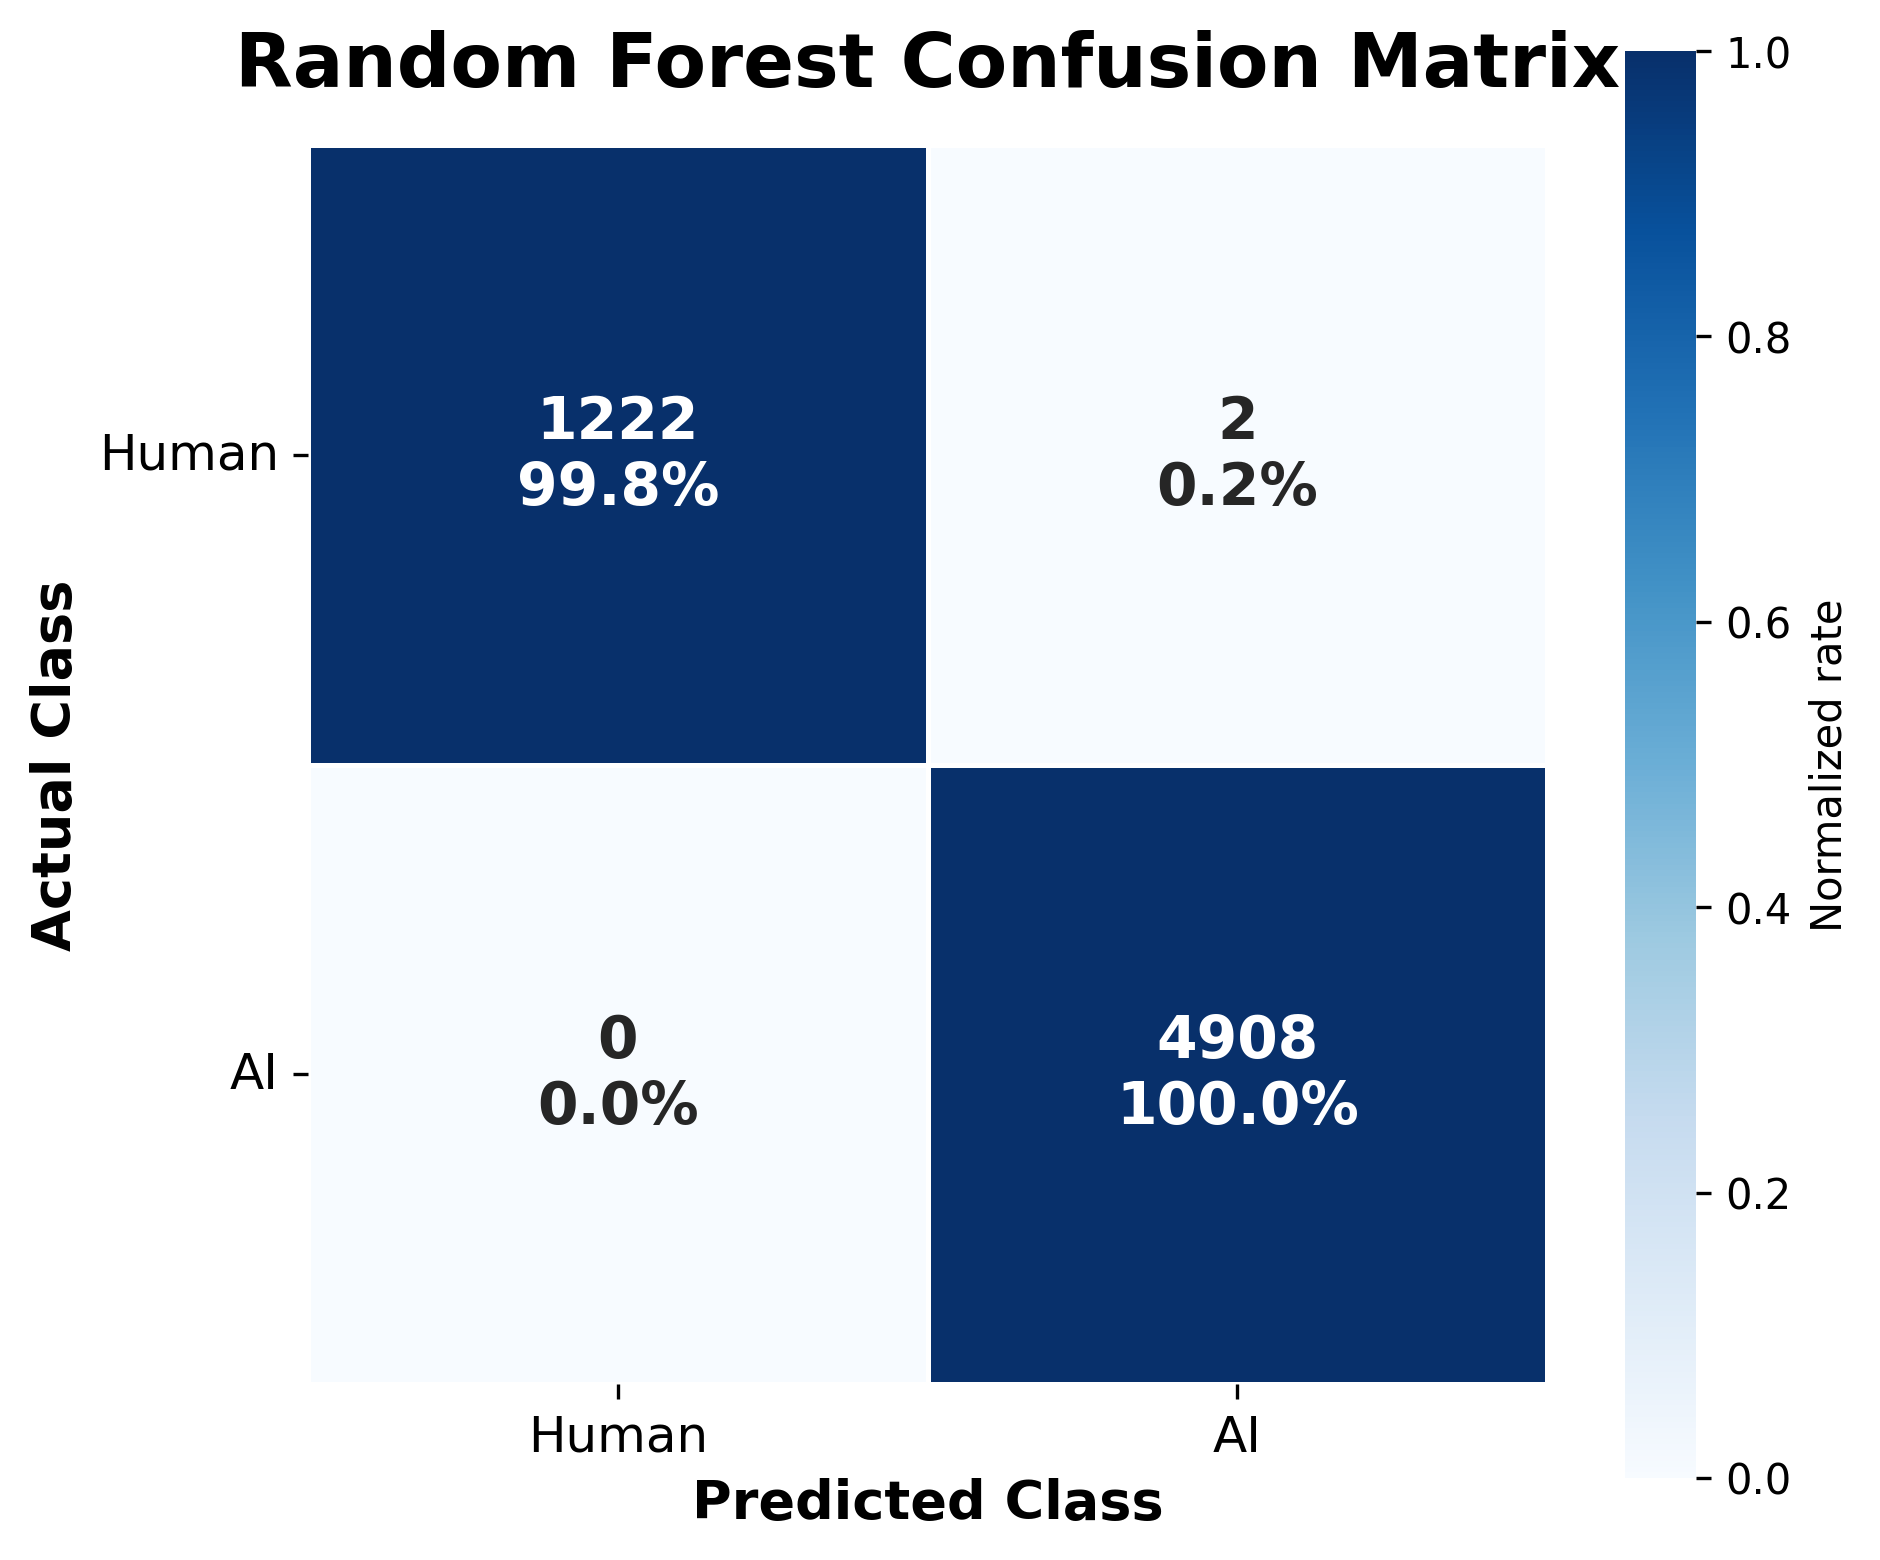 Random Forest Confusion Matrix
Actual Class
Human
1222
99.8%
2
0.2%
AI
0
0.0%
4908
100.0%
Human
AI
Predicted Class
1.0
0.8
0.6
0.4
0.2
0.0
Normalized rate